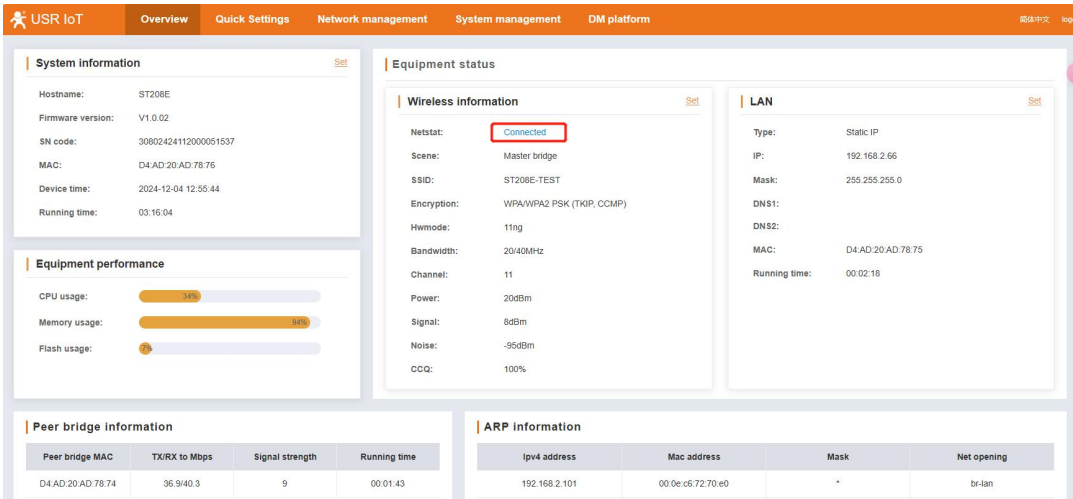 USR IoT Overview Quick Settings Network management System management DM platform 简体中文
System information Set
Hostname: ST208E
Firmware version: V1.0.02
SN code: 30802424112000051537
MAC: D4:AD:20:AD:78:76
Device time: 2024-12-04 12:55:44
Running time: 03:16:04
Equipment performance
CPU usage: 34%
Memory usage: 94%
Flash usage: 7%
Equipment status
Wireless information Set
Netstat: Connected
Scene: Master bridge
SSID: ST208E-TEST
Encryption: WPA/WPA2 PSK (TKIP, CCMP)
Hwmode: 11ng
Bandwidth: 20/40MHz
Channel: 11
Power: 20dBm
Signal: 8dBm
Noise: -95dBm
CCQ: 100%
LAN Set
Type: Static IP
IP: 192.168.2.66
Mask: 255.255.255.0
DNS1:
DNS2:
MAC: D4:AD:20:AD:78:75
Running time: 00:02:18
Peer bridge information
Peer bridge MAC TX/RX to Mbps Signal strength Running time
D4:AD:20:AD:78:74 36.9/40.3 9 00:01:43
ARP information
Ipv4 address Mac address Mask Net opening
192.168.2.101 00:0e:c6:72:70:e0 * br-lan